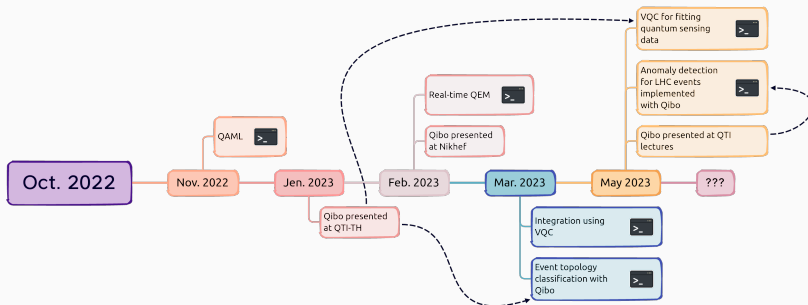 VQC for fitting
quantum sensing
data
>_
Anomaly detection
for LHC events
implemented
with Qibo
>_
Real-time QEM
>_
QAML
>_
Qibo presented
at Nikhef
Qibo presented at QTI
lectures
Oct. 2022
Nov. 2022
Jen. 2023
Feb. 2023
Mar. 2023
May 2023
???
Qibo presented
at QTI-TH
Integration using
VQC
>_
Event topology
classification with
Qibo
>_